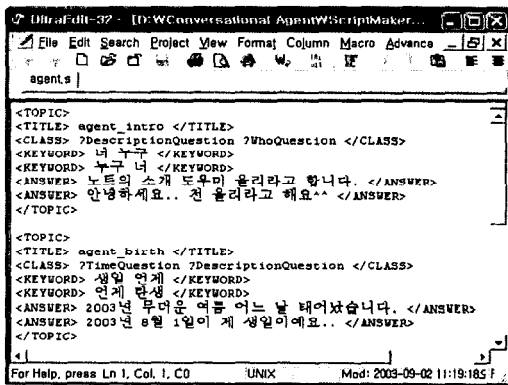 UltraEdit-32 - [D:₩Conversational Agent₩ScriptMaker...
File Edit Search Project View Format Column Macro Advance
agent.s
<TOPIC>
<TITLE> agent_intro </TITLE>
<CLASS> ?DescriptionQuestion ?WhoQuestion </CLASS>
<KEYWORD> 너 누구 </KEYWORD>
<KEYWORD> 누구 너 </KEYWORD>
<ANSWER> 노트의 소개 도우미 올리라고 합니다. </ANSWER>
<ANSWER> 안녕하세요.. 전 올리라고 해요^^ </ANSWER>
</TOPIC>
<TOPIC>
<TITLE> agent_birth </TITLE>
<CLASS> ?TimeQuestion ?DescriptionQuestion </CLASS>
<KEYWORD> 생일 언제 </KEYWORD>
<KEYWORD> 언제 탄생 </KEYWORD>
<ANSWER> 2003년 무더운 여름 어느 날 태어났습니다. </ANSWER>
<ANSWER> 2003년 8월 1일이 제 생일이예요.. </ANSWER>
</TOPIC>
For Help, press Ln 1, Col. 1, C0 UNIX Mod: 2003-09-02 11:19:18